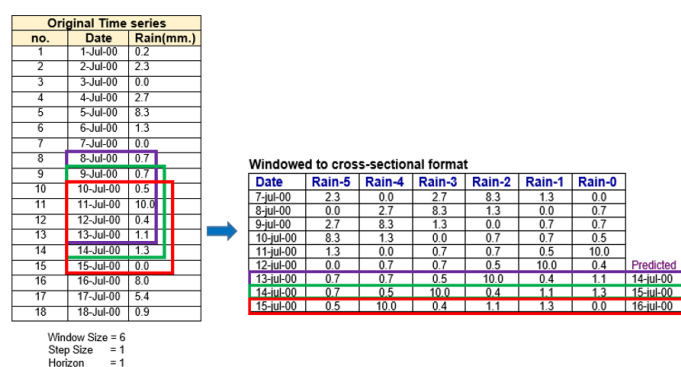 Original Time series
no. Date Rain(mm.)
1 1-Jul-00 0.2
2 2-Jul-00 2.3
3 3-Jul-00 0.0
4 4-Jul-00 2.7
5 5-Jul-00 8.3
6 6-Jul-00 1.3
7 7-Jul-00 0.0
8 8-Jul-00 0.7
9 9-Jul-00 0.7
10 10-Jul-00 0.5
11 11-Jul-00 10.0
12 12-Jul-00 0.4
13 13-Jul-00 1.1
14 14-Jul-00 1.3
15 15-Jul-00 0.0
16 16-Jul-00 8.0
17 17-Jul-00 5.4
18 18-Jul-00 0.9
Window Size = 6
Step Size = 1
Horizon = 1
Windowed to cross-sectional format
Date Rain-5 Rain-4 Rain-3 Rain-2 Rain-1 Rain-0
7-jul-00 2.3 0.0 2.7 8.3 1.3 0.0
8-jul-00 0.0 2.7 8.3 1.3 0.0 0.7
9-jul-00 2.7 8.3 1.3 0.0 0.7 0.7
10-jul-00 8.3 1.3 0.0 0.7 0.7 0.5
11-jul-00 1.3 0.0 0.7 0.7 0.5 10.0
12-jul-00 0.0 0.7 0.7 0.5 10.0 0.4 Predicted
13-jul-00 0.7 0.7 0.5 10.0 0.4 1.1 14-jul-00
14-jul-00 0.7 0.5 10.0 0.4 1.1 1.3 15-jul-00
15-jul-00 0.5 10.0 0.4 1.1 1.3 0.0 16-jul-00